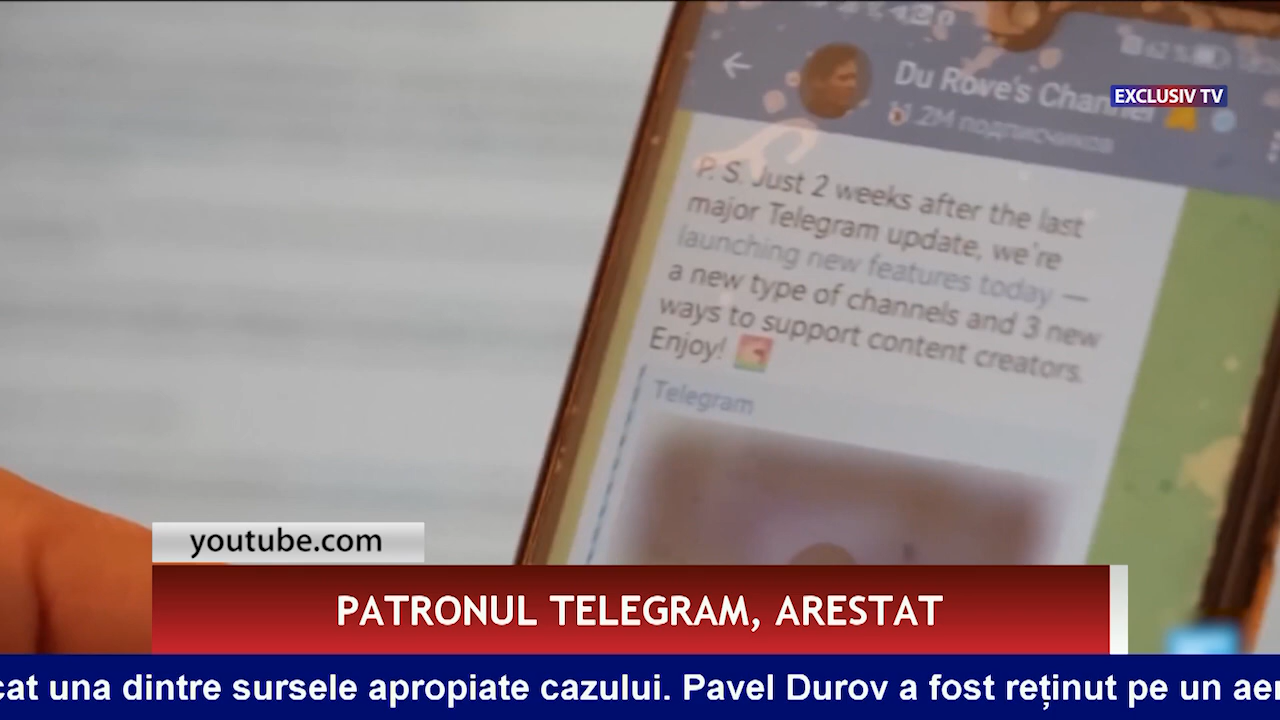 Du Rove's Channel
EXCLUSIV TV
11.2M подписчиков
P. S. Just 2 weeks after the last
major Telegram update, we're
launching new features today —
a new type of channels and 3 new
ways to support content creators.
Enjoy!
Telegram
youtube.com
PATRONUL TELEGRAM, ARESTAT
cat una dintre sursele apropiate cazului. Pavel Durov a fost reținut pe un aer